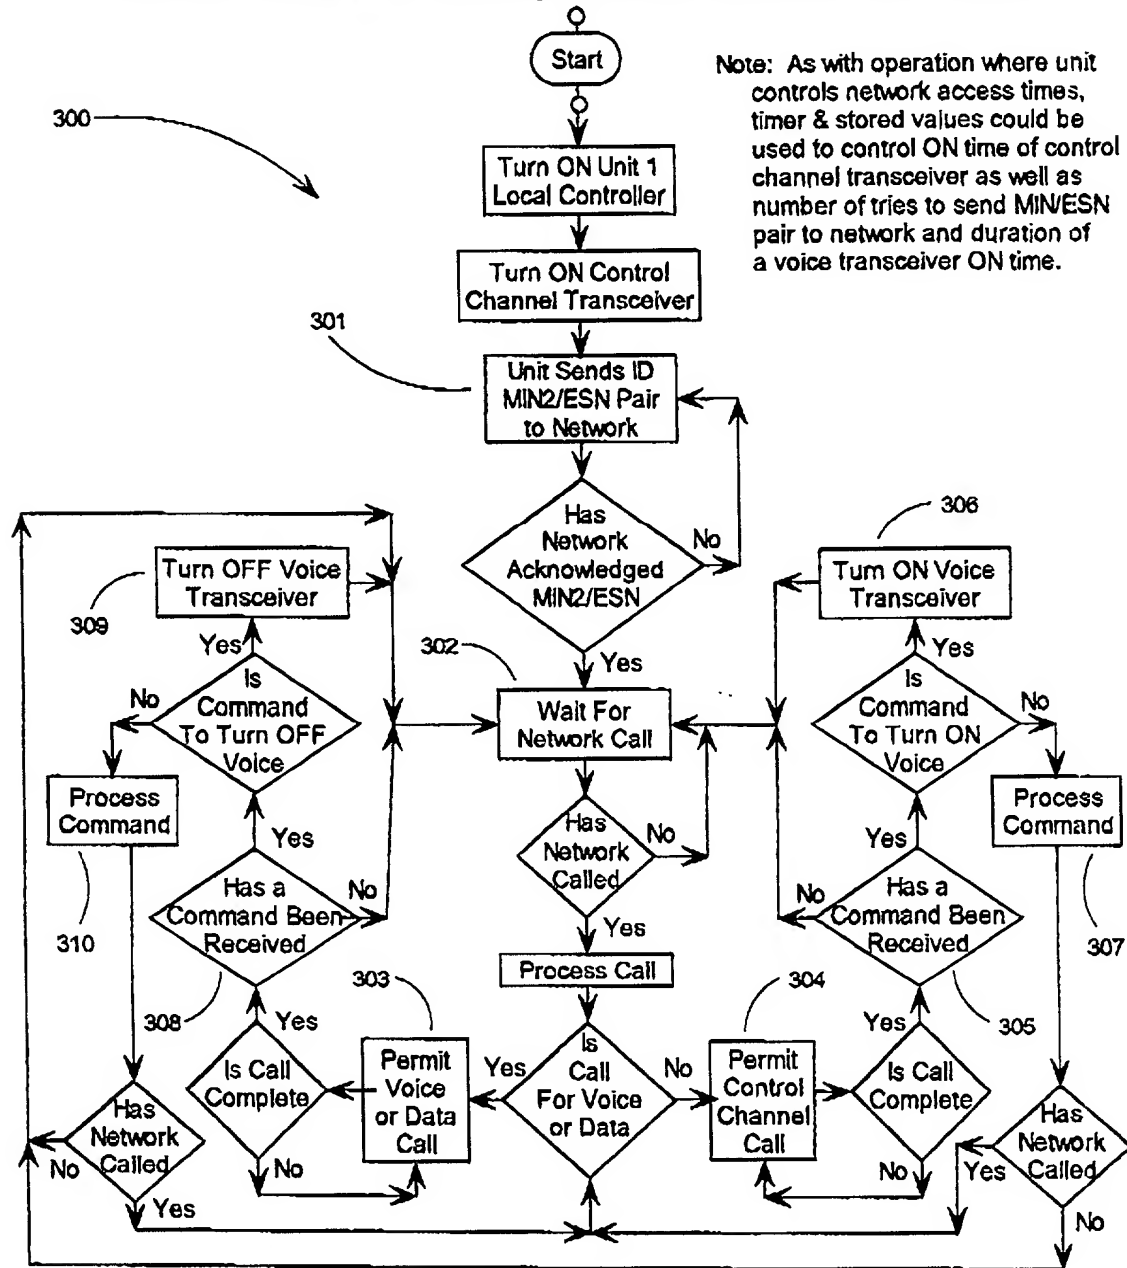 Start
Note: As with operation where unit
controls network access times,
timer & stored values could be
used to control ON time of control
channel transceiver as well as
number of tries to send MIN/ESN
pair to network and duration of
a voice transceiver ON time.
300
Turn ON Unit 1
Local Controller
Turn ON Control
Channel Transceiver
301
Unit Sends ID
MIN2/ESN Pair
to Network
Has
Network
Acknowledged
MIN2/ESN
No
Yes
306
Turn OFF Voice
Transceiver
309
Turn ON Voice
Transceiver
302
Yes
Is
Command
To Turn OFF
Voice
No
Wait For
Network Call
Yes
Is
Command
To Turn ON
Voice
No
Process
Command
310
Yes
Has
Network
Called
No
Yes
Process
Command
307
Yes
Has a
Command Been
Received
No
308
Process Call
No
Has a
Command Been
Received
305
303
304
Yes
Is Call
Complete
No
Permit
Voice
or Data
Call
Yes
Is
Call
For Voice
or Data
No
Permit
Control
Channel
Call
Yes
Is Call
Complete
No
Has
Network
Called
No
Yes
Has
Network
Called
Yes
No